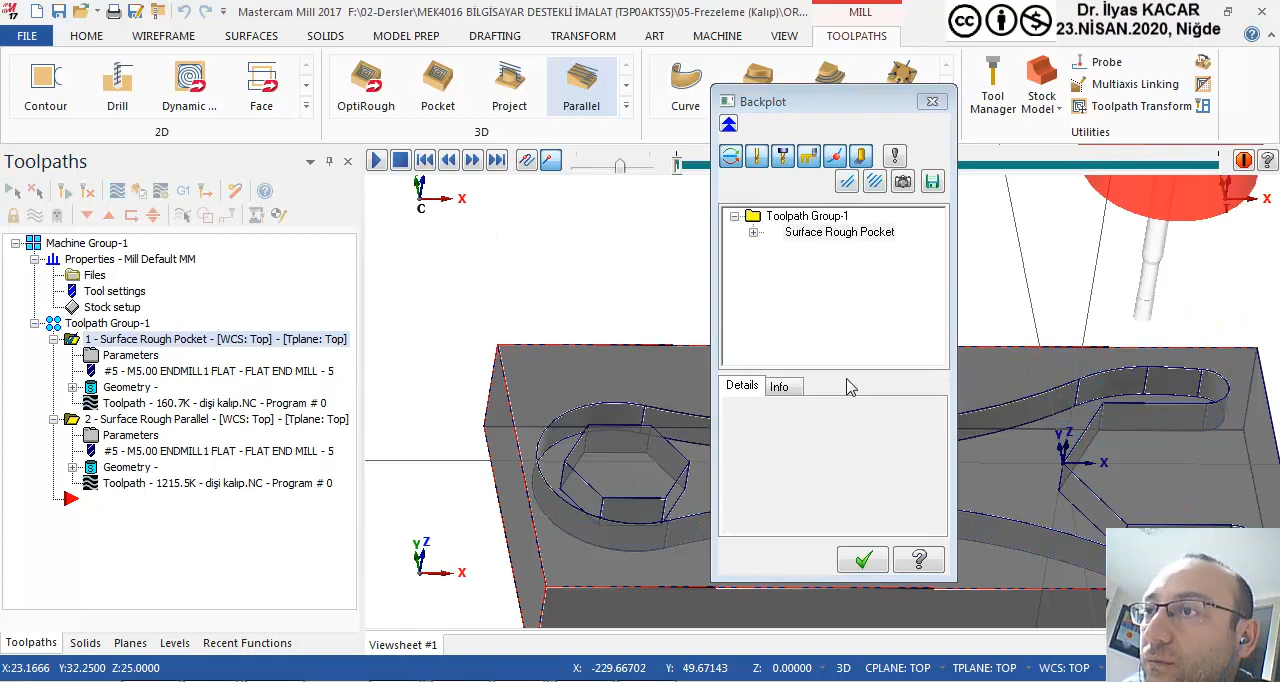 Mastercam Mill 2017 F:\02-Dersler\MEK4016 BİLGİSAYAR DESTEKLİ İMALAT (T3P0AKTS5)\05-Frezeleme (Kalıp)\OR...
MILL
cc
Dr. İlyas KACAR
23.NİSAN.2020, Niğde
FILE HOME WIREFRAME SURFACES SOLIDS MODEL PREP DRAFTING TRANSFORM ART MACHINE VIEW TOOLPATHS
Contour Drill Dynamic ... Face
OptiRough Pocket Project Parallel
Curve
Tool Manager
Stock Model
Probe
Multiaxis Linking
Toolpath Transform
2D
3D
Utilities
Toolpaths
G1
Machine Group-1
Properties - Mill Default MM
Files
Tool settings
Stock setup
Toolpath Group-1
1 - Surface Rough Pocket - [WCS: Top] - [Tplane: Top]
Parameters
#5 - M5.00 ENDMILL1 FLAT - FLAT END MILL - 5
Geometry -
Toolpath - 160.7K - dişi kalıp.NC - Program # 0
2 - Surface Rough Parallel - [WCS: Top] - [Tplane: Top]
Parameters
#5 - M5.00 ENDMILL1 FLAT - FLAT END MILL - 5
Geometry -
Toolpath - 1215.5K - dişi kalıp.NC - Program # 0
Toolpaths Solids Planes Levels Recent Functions
Backplot
Toolpath Group-1
Surface Rough Pocket
Details Info
X
C
X
Y Z
X
Y Z
X
Viewsheet #1
X:23.1666 Y:32.2500 Z:25.0000
X: -229.66702 Y: 49.67143 Z: 0.00000 3D CPLANE: TOP TPLANE: TOP WCS: TOP